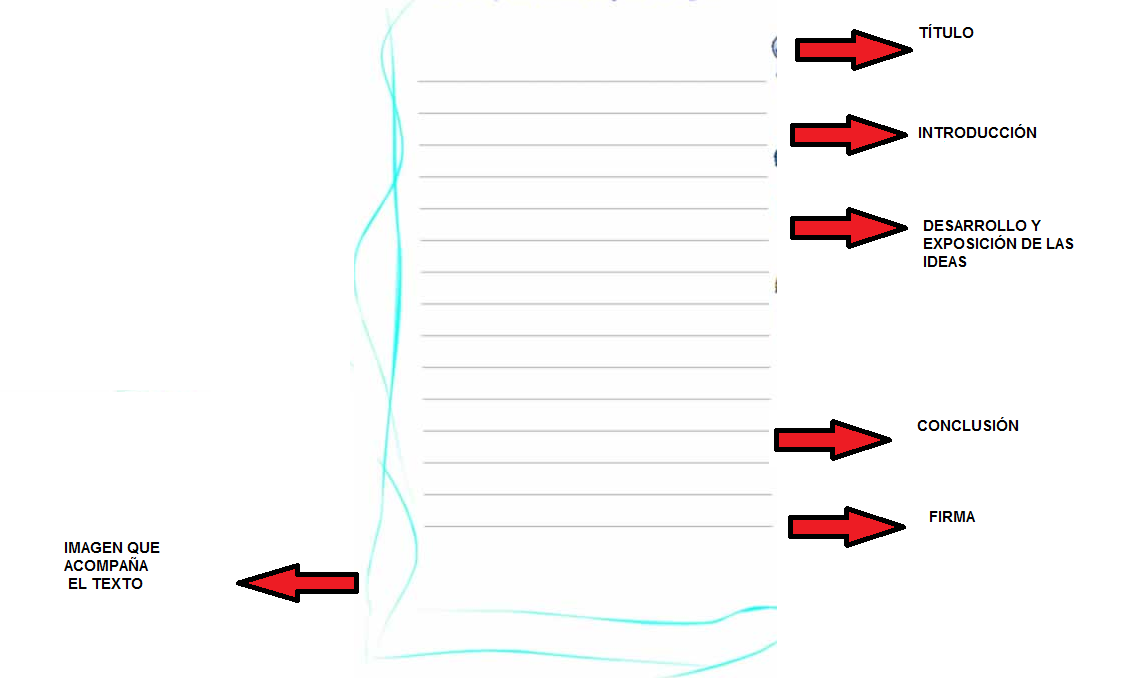 TÍTULO
INTRODUCCIÓN
DESARROLLO Y
EXPOSICIÓN DE LAS
IDEAS
CONCLUSIÓN
FIRMA
IMAGEN QUE
ACOMPAÑA
EL TEXTO